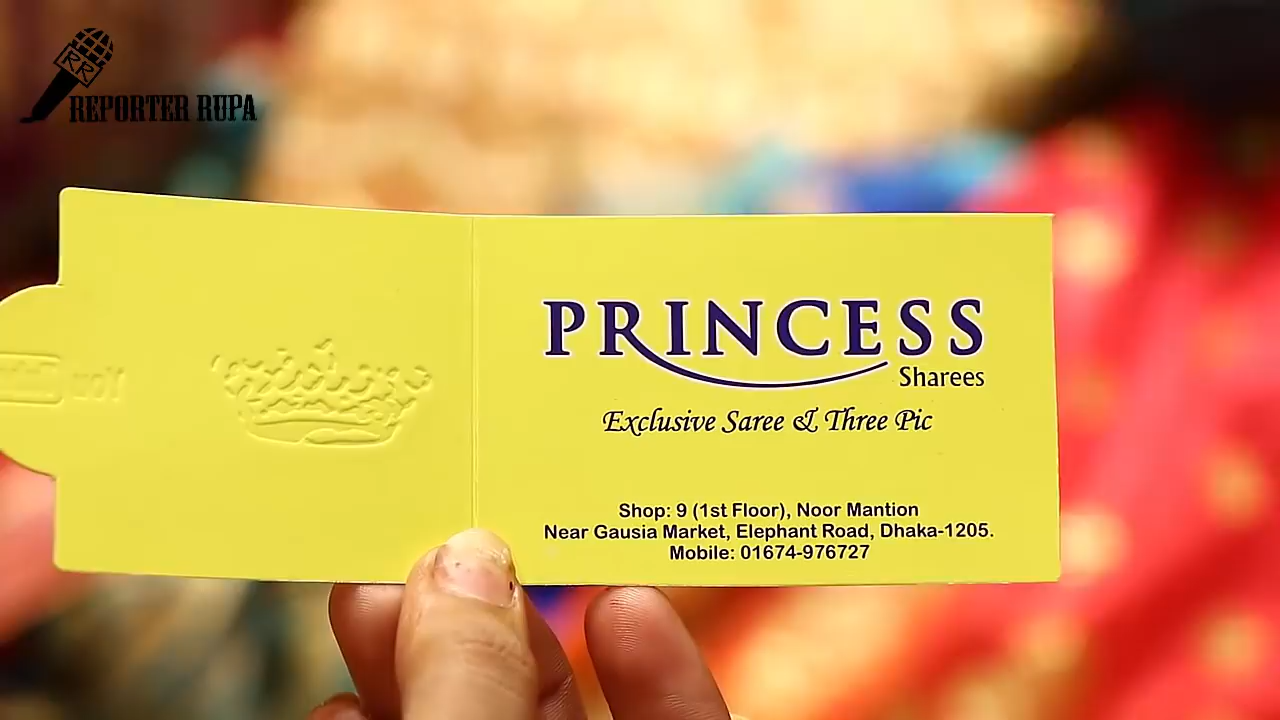 RR
REPORTER RUPA
PRINCESS
Sharees
Exclusive Saree & Three Pic
Shop: 9 (1st Floor), Noor Mantion
Near Gausia Market, Elephant Road, Dhaka-1205.
Mobile: 01674-976727